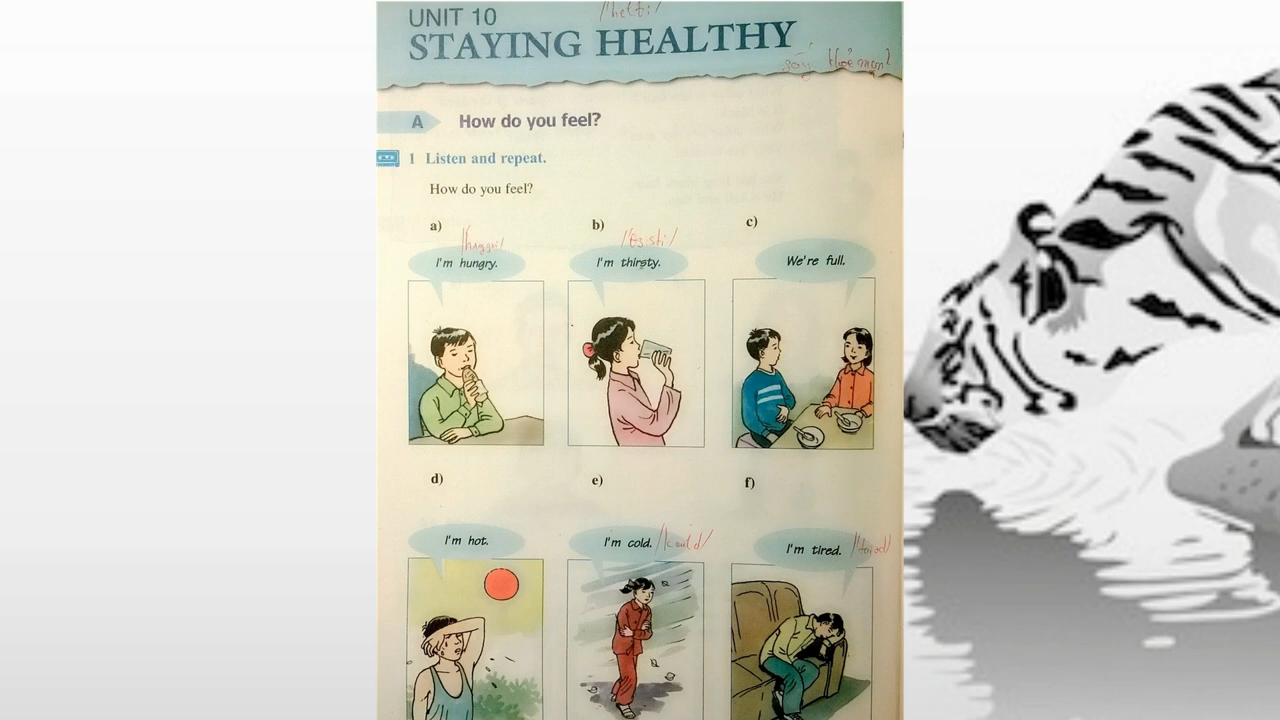 UNIT 10
STAYING HEALTHY
A How do you feel?
1 Listen and repeat.
How do you feel?
a) b) c)
I'm hungry. I'm thirsty. We're full.
d) e) f)
I'm hot. I'm cold. I'm tired.